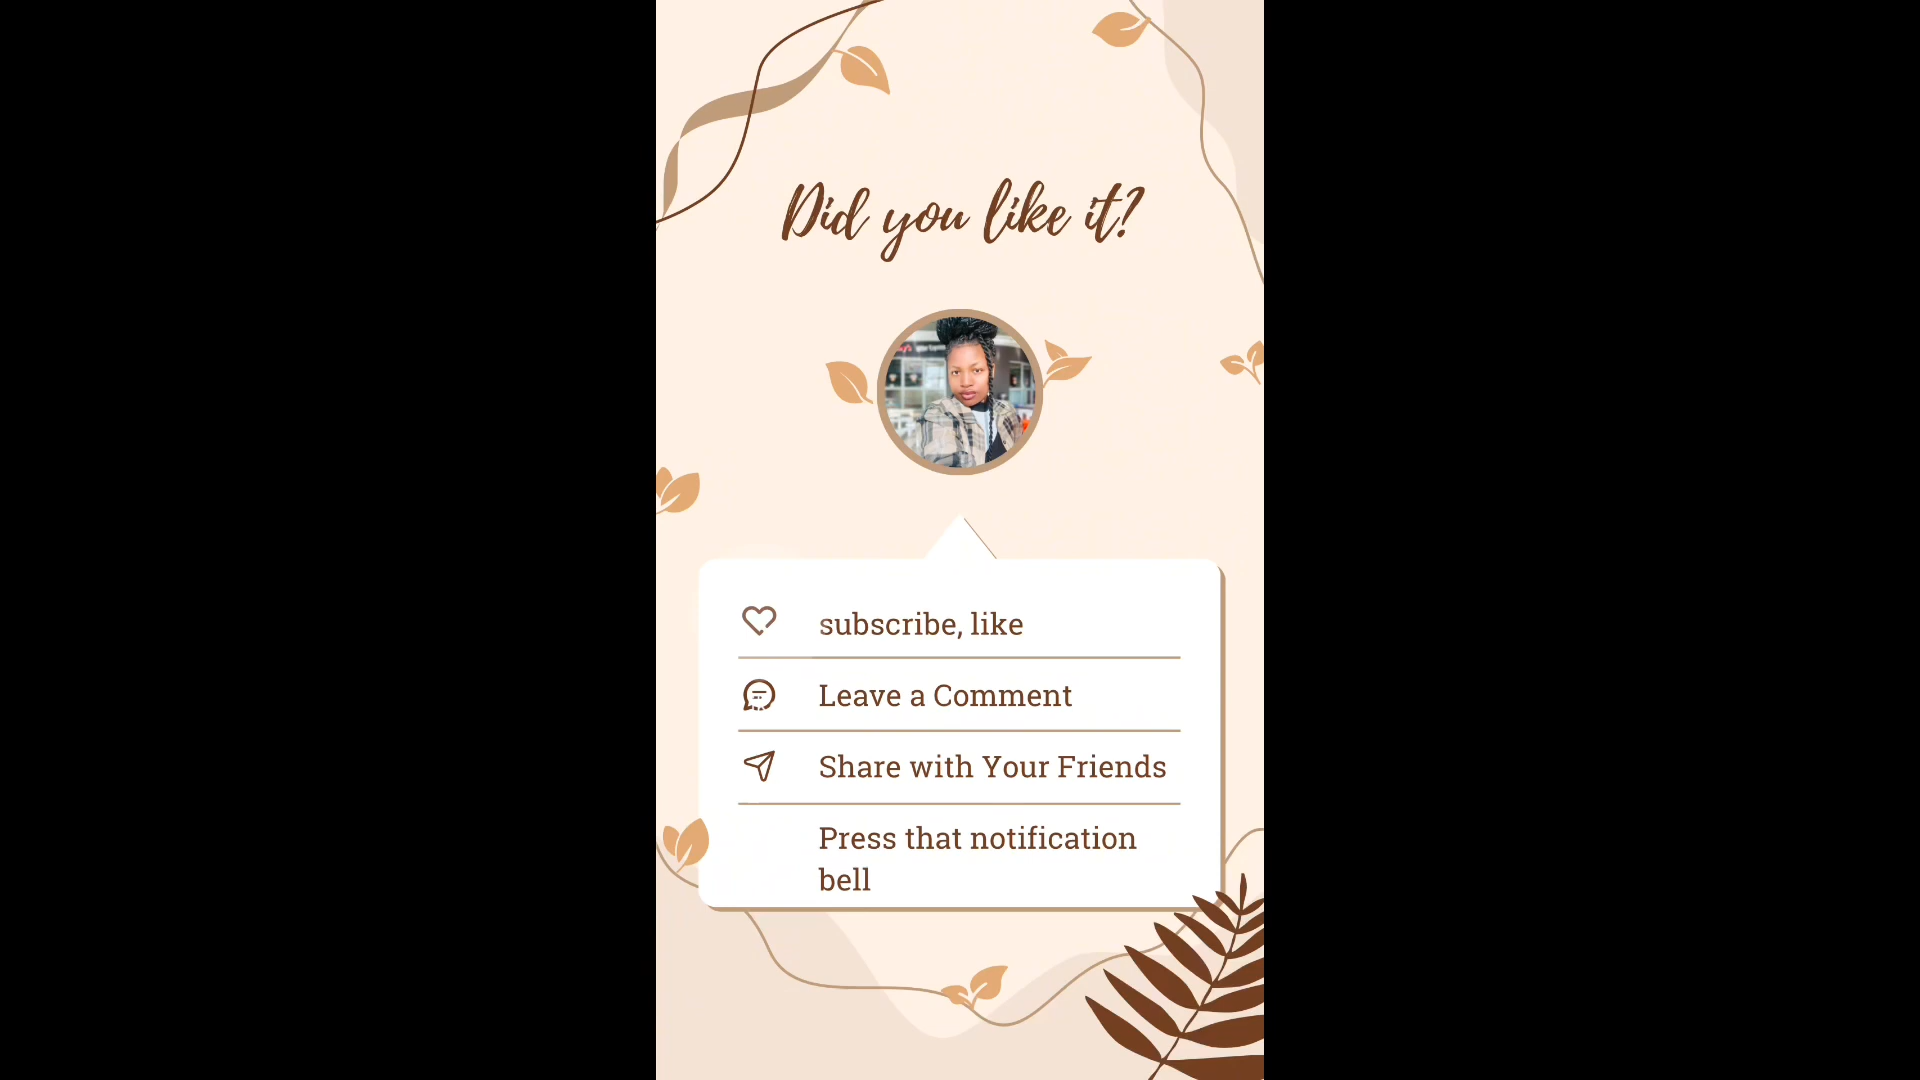 Did you like it?
subscribe, like
Leave a Comment
Share with Your Friends
Press that notification
bell